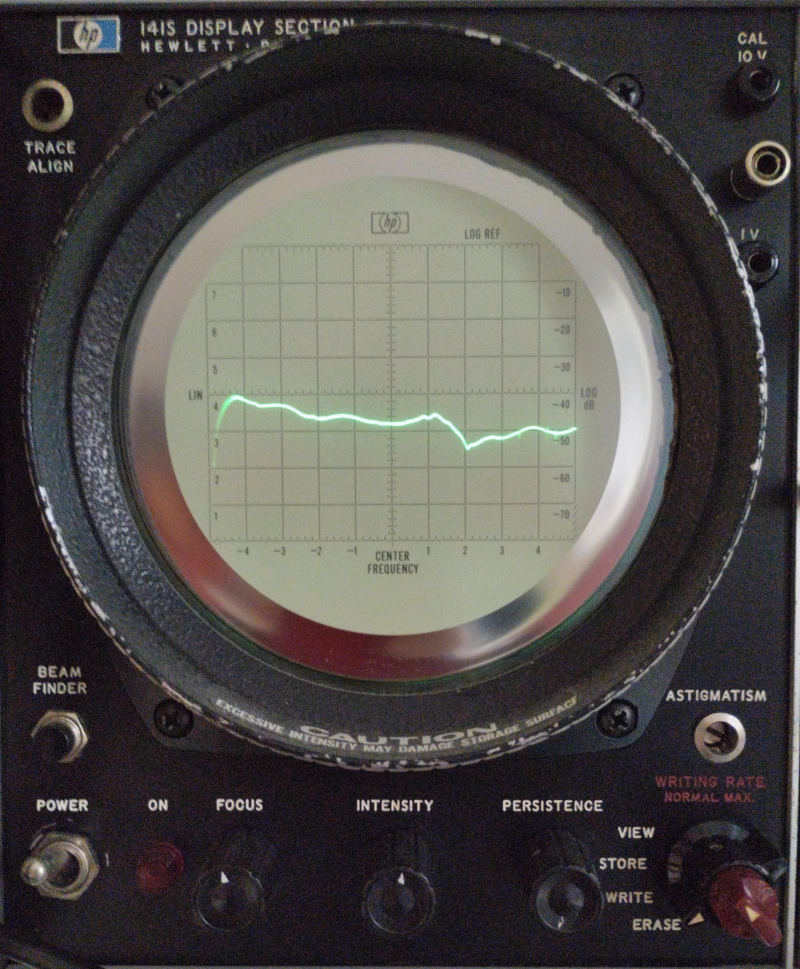 hp
141S DISPLAY SECTION
HEWLETT
CAL
10 V
TRACE
ALIGN
hp
LOG REF
1 V
7
-10
6
-20
5
-30
LIN
4
-40
LOG
dB
3
-50
2
-60
1
-70
-4
-3
-2
-1
CENTER
FREQUENCY
1
2
3
4
BEAM
FINDER
ASTIGMATISM
CAUTION
EXCESSIVE INTENSITY MAY DAMAGE STORAGE SURFACE
WRITING RATE
NORMAL MAX.
POWER
ON
FOCUS
INTENSITY
PERSISTENCE
VIEW
STORE
WRITE
ERASE